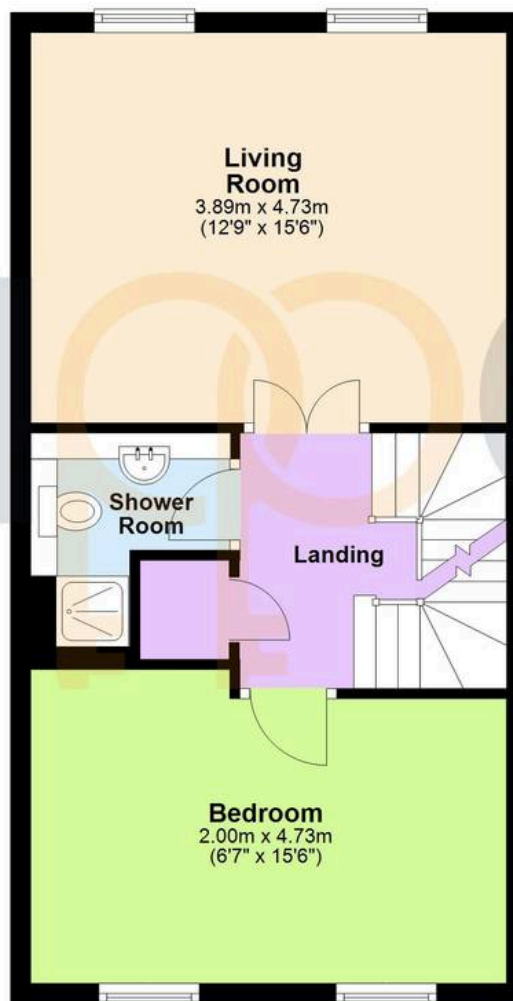 Living
Room
3.89m x 4.73m
(12'9" x 15'6")
Shower
Room
Landing
Bedroom
2.00m x 4.73m
(6'7" x 15'6")